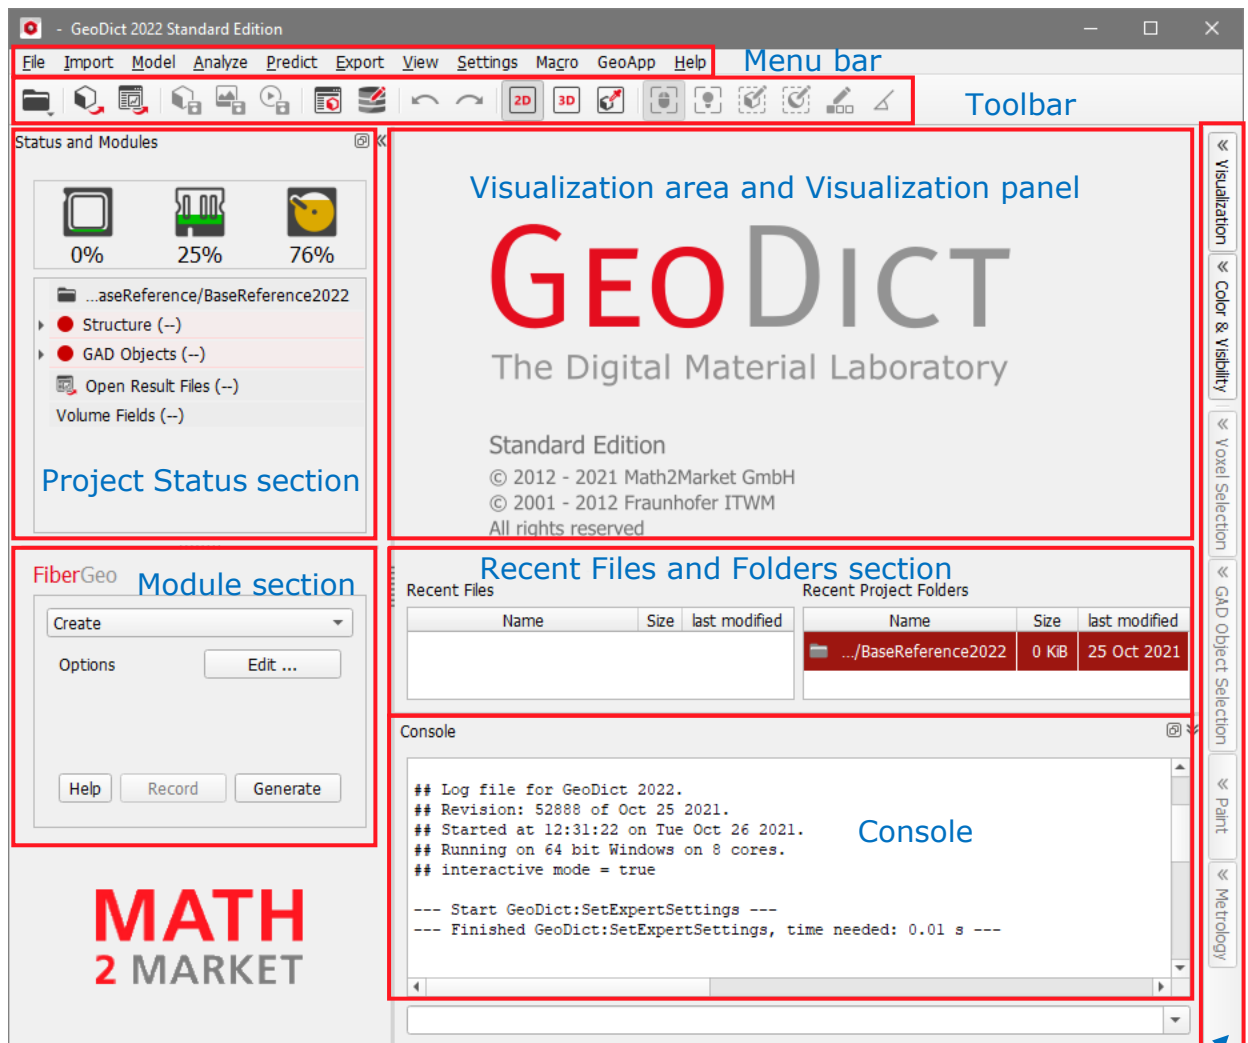 - GeoDict 2022 Standard Edition
File Import Model Analyze Predict Export View Settings Macro GeoApp Help
Menu bar
2D 3D
Toolbar
Status and Modules
0% 25% 76%
...aseReference/BaseReference2022
Structure (--)
GAD Objects (--)
Open Result Files (--)
Volume Fields (--)
Project Status section
Visualization area and Visualization panel
GEODICT
The Digital Material Laboratory
Standard Edition
© 2012 - 2021 Math2Market GmbH
© 2001 - 2012 Fraunhofer ITWM
All rights reserved
FiberGeo
Module section
Create
Options Edit ...
Help Record Generate
MATH
2 MARKET
Recent Files and Folders section
Recent Files
Name Size last modified
Recent Project Folders
Name Size last modified
.../BaseReference2022 0 KiB 25 Oct 2021
Console
## Log file for GeoDict 2022.
## Revision: 52888 of Oct 25 2021.
## Started at 12:31:22 on Tue Oct 26 2021.
## Running on 64 bit Windows on 8 cores.
## interactive mode = true
--- Start GeoDict:SetExpertSettings ---
--- Finished GeoDict:SetExpertSettings, time needed: 0.01 s ---
Console
Visualization
Color & Visibility
Voxel Selection
GAD Object Selection
Paint
Metrology